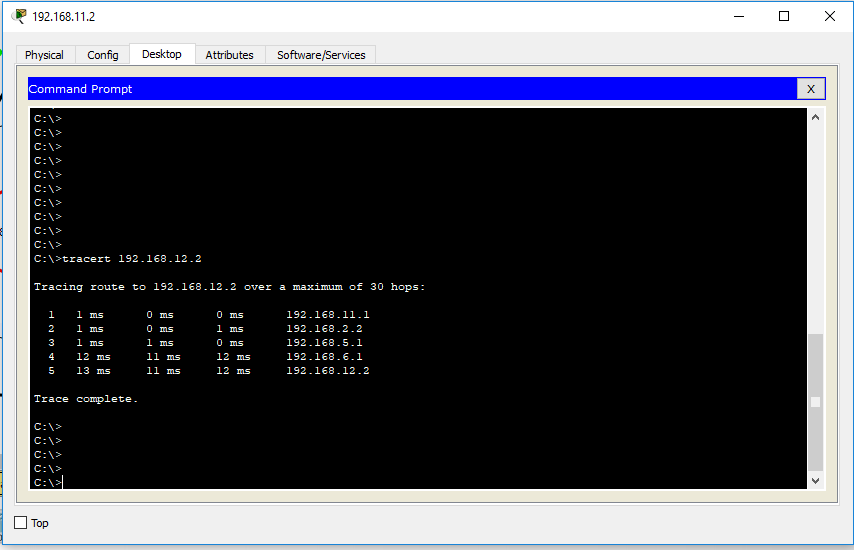 192.168.11.2
Physical Config Desktop Attributes Software/Services
Command Prompt X
C:\>
C:\>
C:\>
C:\>
C:\>
C:\>
C:\>
C:\>
C:\>
C:\>
C:\>tracert 192.168.12.2
Tracing route to 192.168.12.2 over a maximum of 30 hops:
1 1 ms 0 ms 0 ms 192.168.11.1
2 1 ms 0 ms 1 ms 192.168.2.2
3 1 ms 1 ms 0 ms 192.168.5.1
4 12 ms 11 ms 12 ms 192.168.6.1
5 13 ms 11 ms 12 ms 192.168.12.2
Trace complete.
C:\>
C:\>
C:\>
C:\>
C:\>
Top